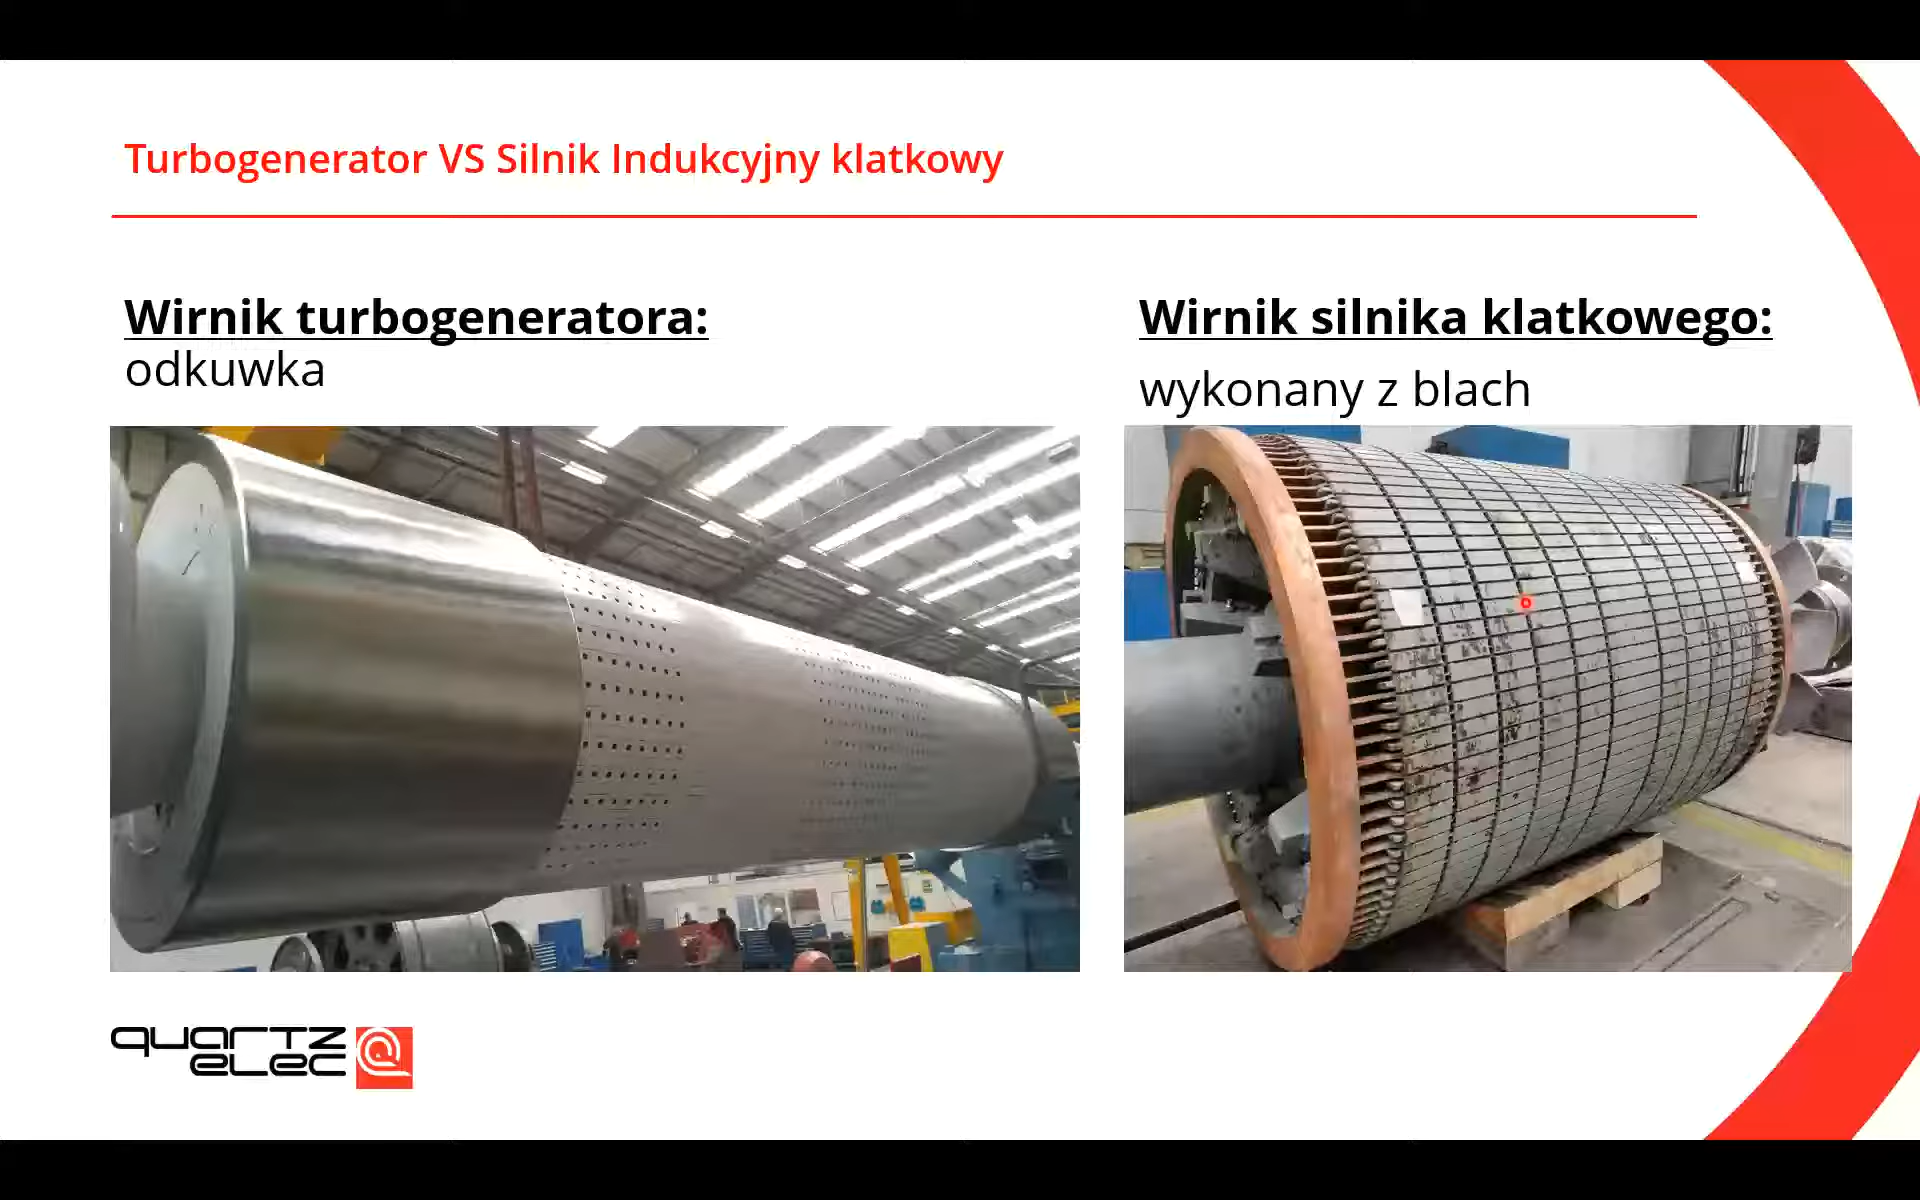 Turbogenerator VS Silnik Indukcyjny klatkowy
Wirnik turbogeneratora:
odkuwka
Wirnik silnika klatkowego:
wykonany z blach
quartz
elec